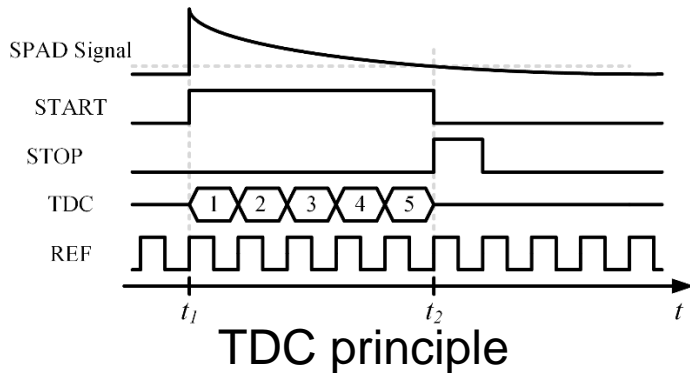 SPAD Signal
START
STOP
TDC 1 2 3 4 5
REF
t1 t2 t
TDC principle